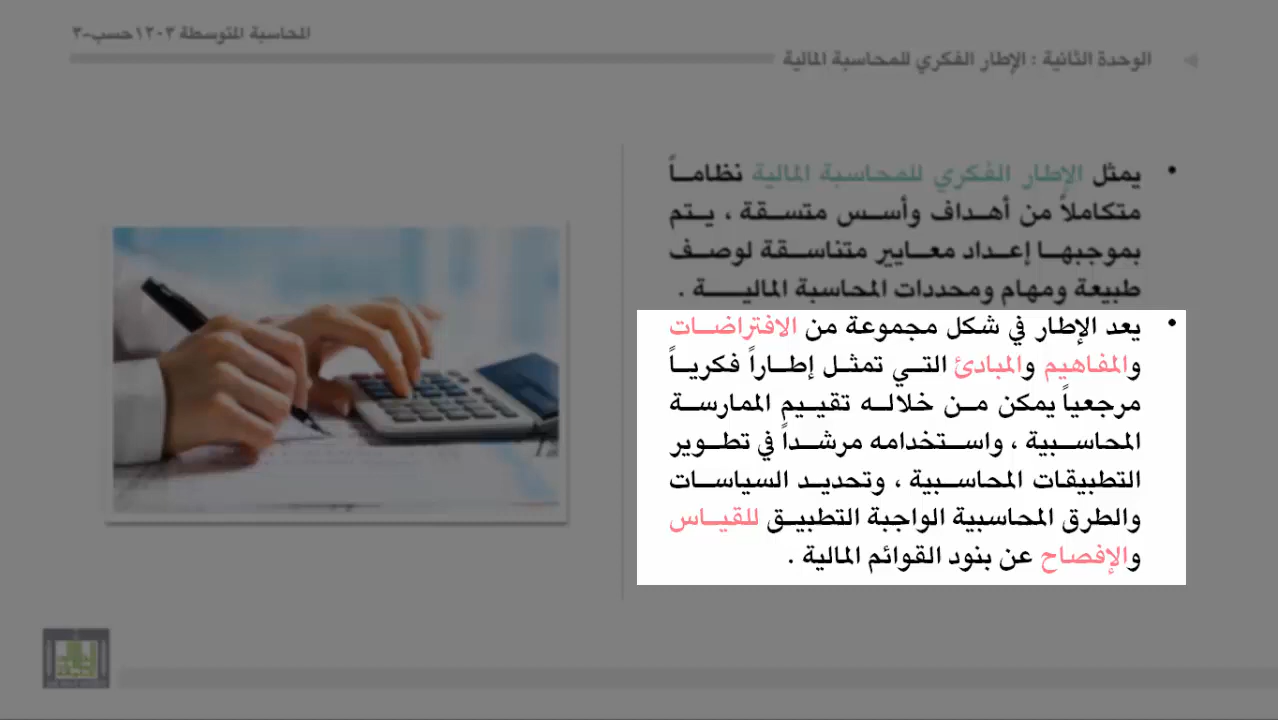 المحاسبة المتوسطة ١٢٠٣ حسب-٣
الوحدة الثانية : الإطار الفكري للمحاسبة المالية
• يمثل الإطار الفكري للمحاسبة المالية نظاماً
متكاملاً من أهداف وأسس متسقة ، يتم
بموجبها إعداد معايير متناسقة لوصف
طبيعة ومهام ومحددات المحاسبة المالية .
• يعد الإطار في شكل مجموعة من الافتراضات
والمفاهيم والمبادئ التي تمثل إطاراً فكرياً
مرجعياً يمكن من خلاله تقييم الممارسة
المحاسبية ، واستخدامه مرشداً في تطوير
التطبيقات المحاسبية ، وتحديد السياسات
والطرق المحاسبية الواجبة التطبيق للقياس
والإفصاح عن بنود القوائم المالية .